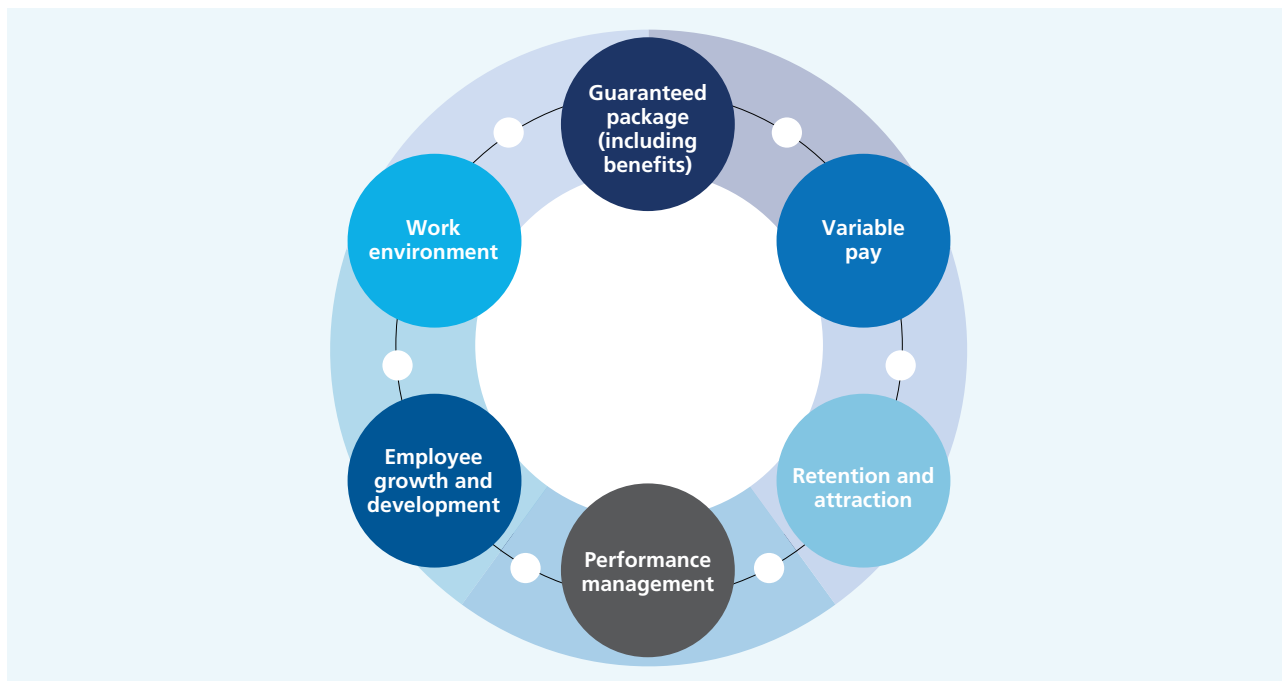 Guaranteed
package
(including
benefits)
Variable
pay
Retention and
attraction
Performance
management
Employee
growth and
development
Work
environment